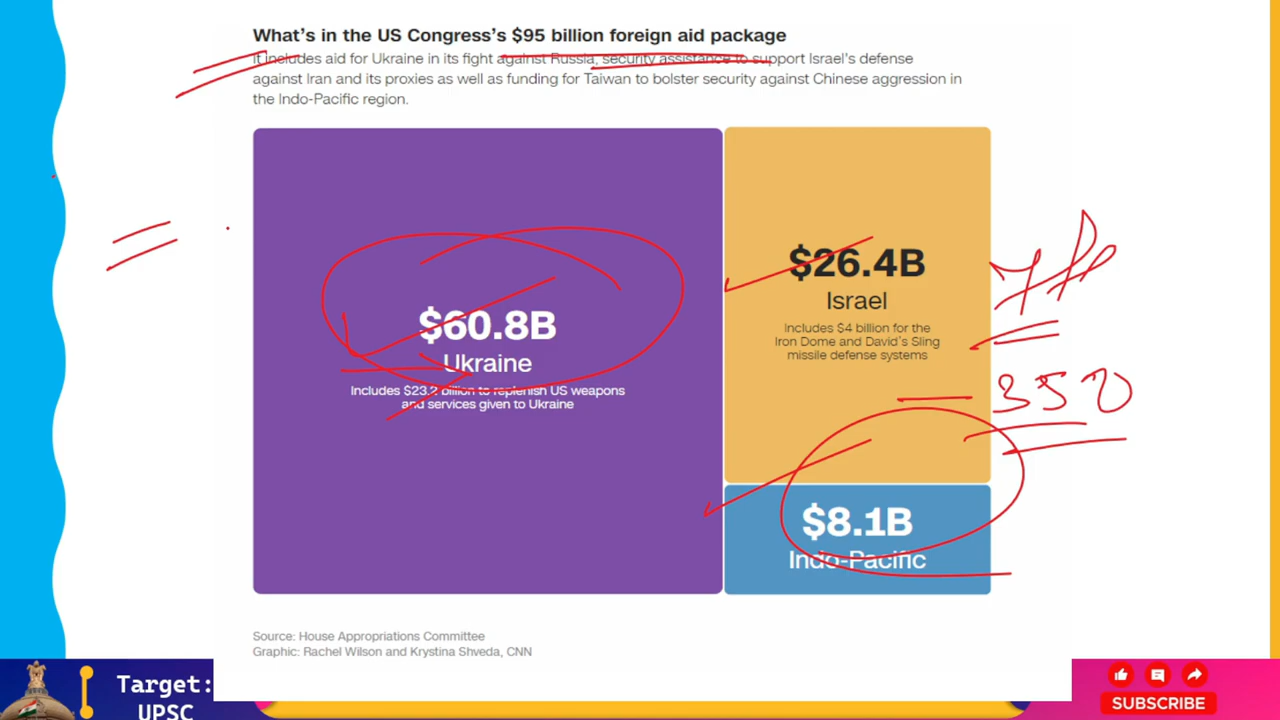 What's in the US Congress's $95 billion foreign aid package
It includes aid for Ukraine in its fight against Russia, security assistance to support Israel's defense
against Iran and its proxies as well as funding for Taiwan to bolster security against Chinese aggression in
the Indo-Pacific region.
$60.8B
Ukraine
Includes $23.2 billion to replenish US weapons
and services given to Ukraine
$26.4B
Israel
Includes $4 billion for the
Iron Dome and David's Sling
missile defense systems
350
$8.1B
Indo-Pacific
Source: House Appropriations Committee
Graphic: Rachel Wilson and Krystina Shveda, CNN
Target:
UPSC
SUBSCRIBE